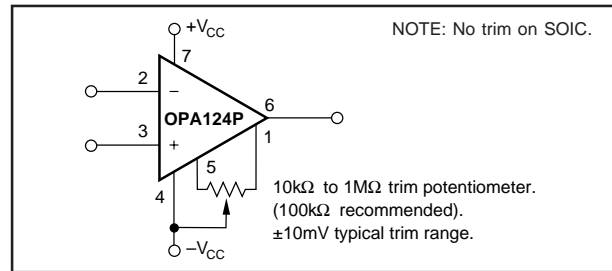 +VCC
NOTE: No trim on SOIC.
7
2
–
OPA124P
6
3
+
1
5
4
10kΩ to 1MΩ trim potentiometer.
(100kΩ recommended).
±10mV typical trim range.
–VCC